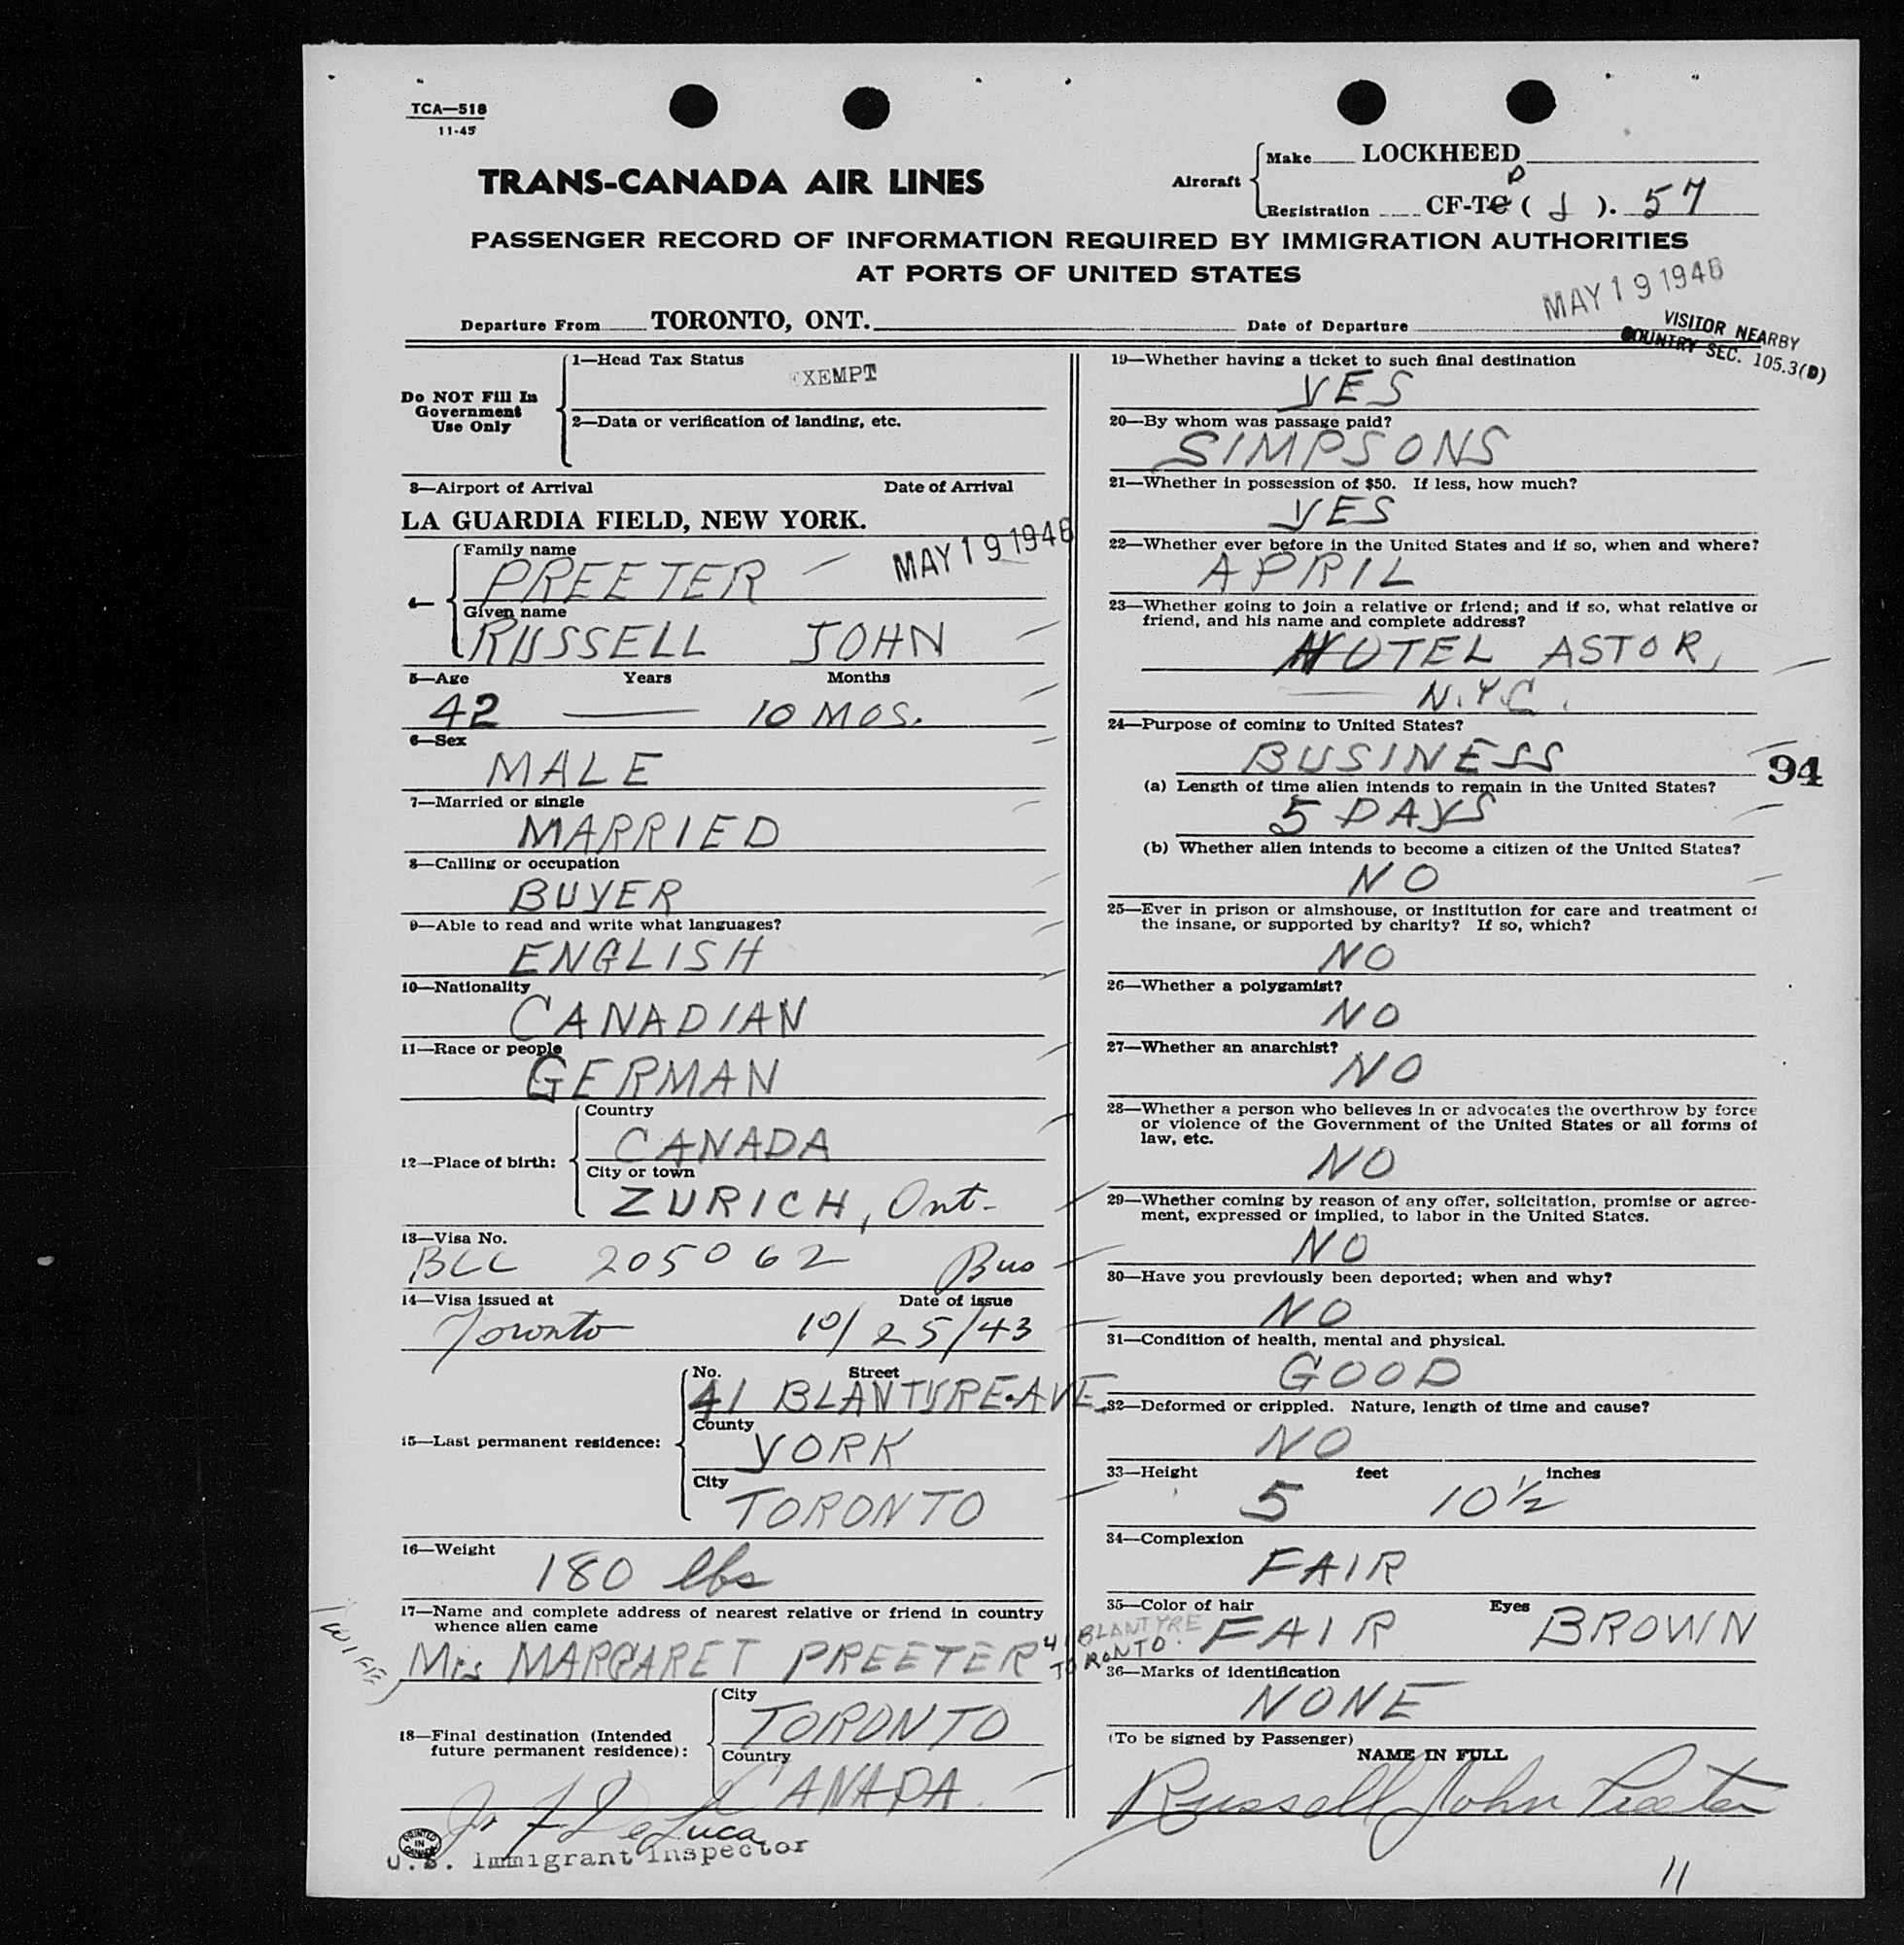 TCA—518
11-45
TRANS-CANADA AIR LINES
Aircraft
Make LOCKHEED
D
Registration CF-TC ( J ). 57
PASSENGER RECORD OF INFORMATION REQUIRED BY IMMIGRATION AUTHORITIES
AT PORTS OF UNITED STATES
MAY 19 1946
Departure From TORONTO, ONT. Date of Departure
VISITOR NEARBY
COUNTRY SEC. 105.3(D)
Do NOT Fill In
Government
Use Only
1—Head Tax Status
EXEMPT
2—Data or verification of landing, etc.
3—Airport of Arrival Date of Arrival
LA GUARDIA FIELD, NEW YORK.
MAY 19 1946
4—
Family name
PREETER
Given name
RUSSELL JOHN
5—Age Years Months
42 — 10 MOS.
6—Sex
MALE
7—Married or single
MARRIED
8—Calling or occupation
BUYER
9—Able to read and write what languages?
ENGLISH
10—Nationality
CANADIAN
11—Race or people
GERMAN
12—Place of birth:
Country
CANADA
City or town
ZURICH, Ont-
13—Visa No.
BCC 205062 Bus
14—Visa issued at Date of issue
Toronto 10/25/43
15—Last permanent residence:
No. Street
41 BLANTYRE.AVE.
County
YORK
City
TORONTO
16—Weight
180 lbs
17—Name and complete address of nearest relative or friend in country
whence alien came
(WIFE)
Mrs MARGARET PREETER 41 BLANTYRE
TORONTO.
18—Final destination (Intended
future permanent residence):
City
TORONTO
Country
CANADA.
De Luca
U.S. Immigrant Inspector
PRINTED
IN
CANADA
19—Whether having a ticket to such final destination
YES
20—By whom was passage paid?
SIMPSONS
21—Whether in possession of $50. If less, how much?
YES
22—Whether ever before in the United States and if so, when and where?
APRIL
23—Whether going to join a relative or friend; and if so, what relative or
friend, and his name and complete address?
HOTEL ASTOR,
N.Y.C.
24—Purpose of coming to United States?
BUSINESS
94
(a) Length of time alien intends to remain in the United States?
5 DAYS
(b) Whether alien intends to become a citizen of the United States?
NO
25—Ever in prison or almshouse, or institution for care and treatment of
the insane, or supported by charity? If so, which?
NO
26—Whether a polygamist?
NO
27—Whether an anarchist?
NO
28—Whether a person who believes in or advocates the overthrow by force
or violence of the Government of the United States or all forms of
law, etc.
NO
29—Whether coming by reason of any offer, solicitation, promise or agree-
ment, expressed or implied, to labor in the United States.
NO
30—Have you previously been deported; when and why?
NO
31—Condition of health, mental and physical.
GOOD
32—Deformed or crippled. Nature, length of time and cause?
NO
33—Height feet inches
5 10 1/2
34—Complexion
FAIR
35—Color of hair Eyes
FAIR BROWN
36—Marks of identification
NONE
(To be signed by Passenger)
NAME IN FULL
Russell John Preeter
11